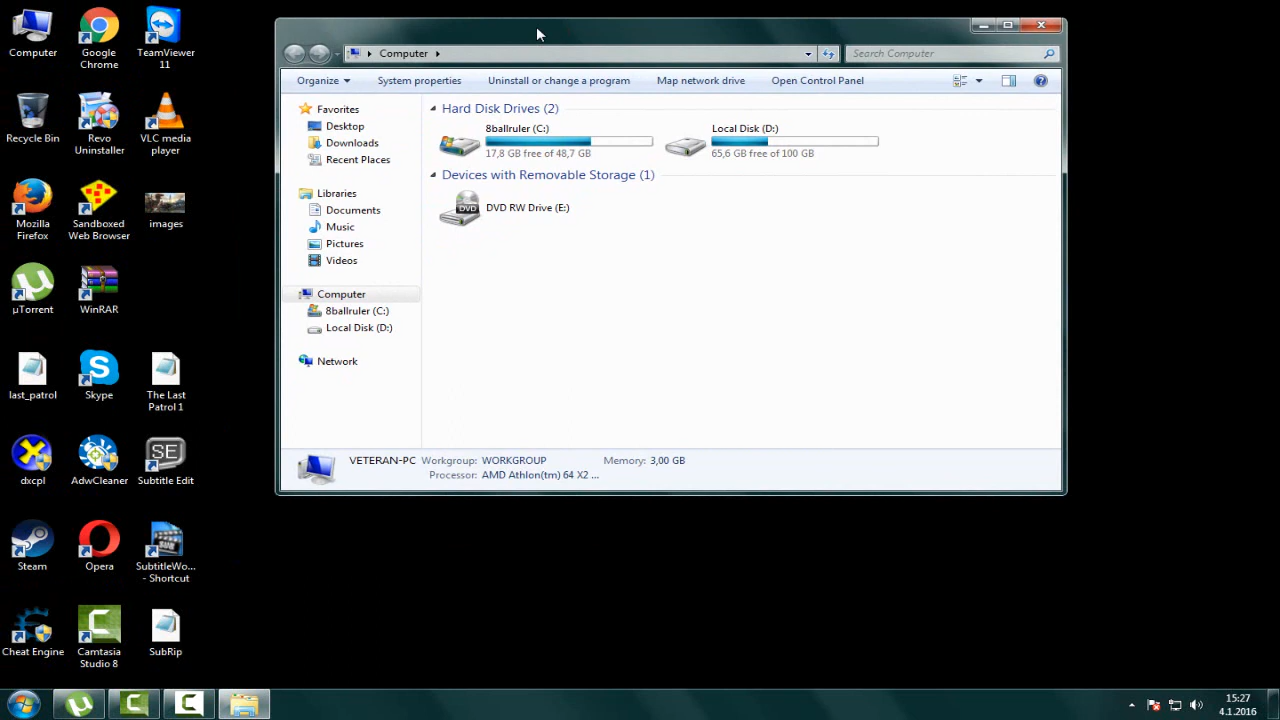 Computer
Google
Chrome
TeamViewer
11
Recycle Bin
Revo
Uninstaller
VLC media
player
Mozilla
Firefox
Sandboxed
Web Browser
images
µTorrent
WinRAR
last_patrol
Skype
The Last
Patrol 1
dxcpl
AdwCleaner
SE
Subtitle Edit
Steam
Opera
SUB
SubtitleWo...
- Shortcut
Cheat Engine
Camtasia
Studio 8
SubRip
Computer
Search Computer
Organize
System properties
Uninstall or change a program
Map network drive
Open Control Panel
Favorites
Desktop
Downloads
Recent Places
Libraries
Documents
Music
Pictures
Videos
Computer
8ballruler (C:)
Local Disk (D:)
Network
Hard Disk Drives (2)
8ballruler (C:)
17,8 GB free of 48,7 GB
Local Disk (D:)
65,6 GB free of 100 GB
Devices with Removable Storage (1)
DVD
DVD RW Drive (E:)
VETERAN-PC
Workgroup: WORKGROUP
Memory: 3,00 GB
Processor: AMD Athlon(tm) 64 X2 ...
15:27
4.1.2016